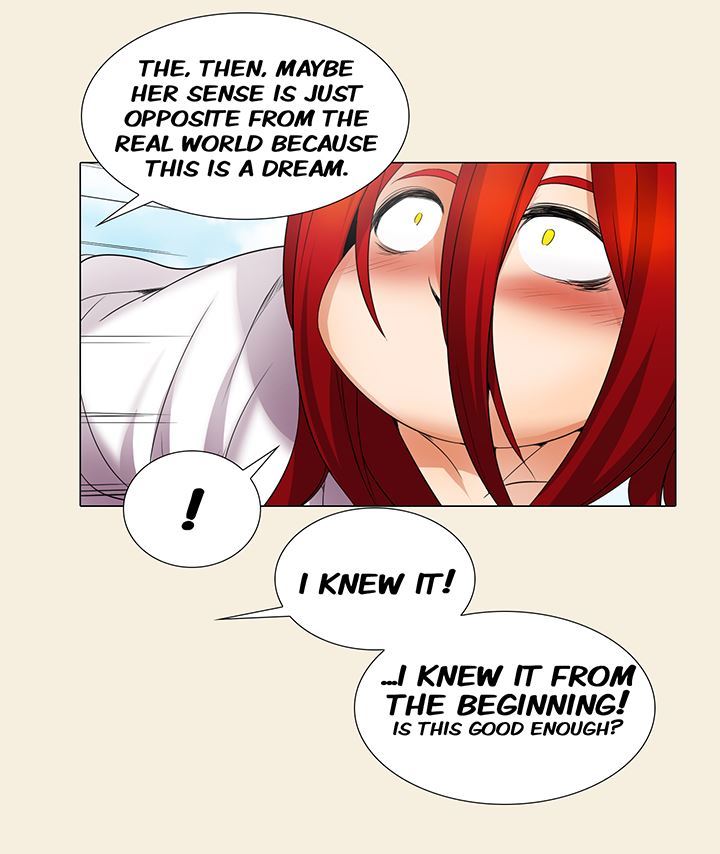 THE, THEN, MAYBE
HER SENSE IS JUST
OPPOSITE FROM THE
REAL WORLD BECAUSE
THIS IS A DREAM.
!
I KNEW IT!
...I KNEW IT FROM
THE BEGINNING!
IS THIS GOOD ENOUGH?